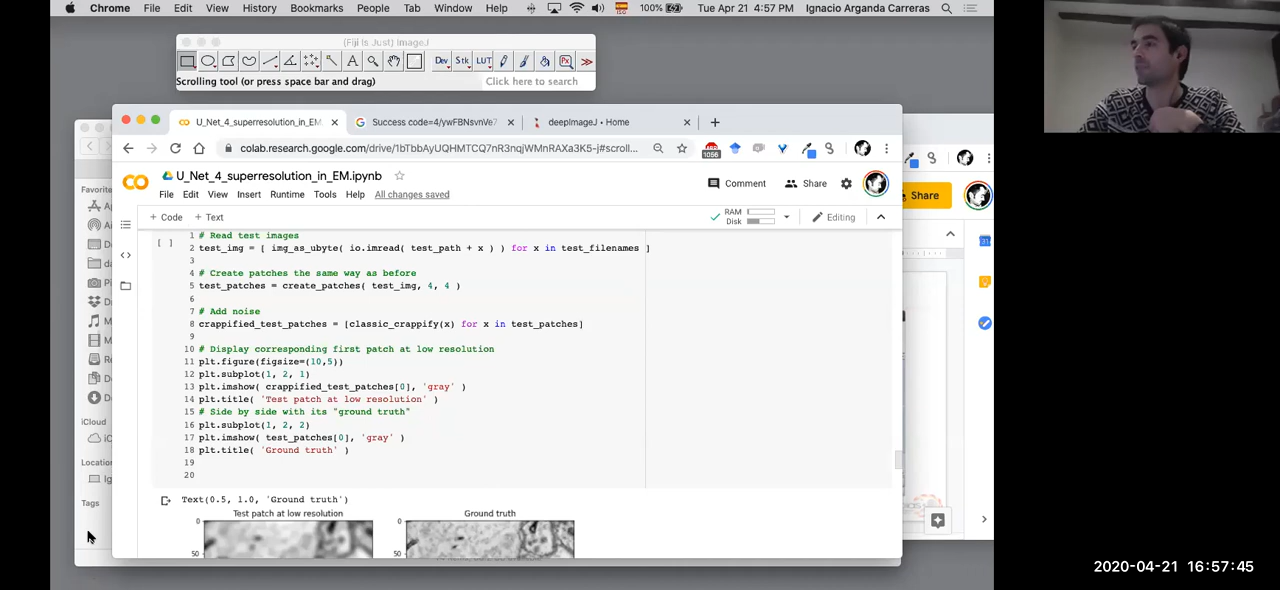 Chrome File Edit View History Bookmarks People Tab Window Help 100% Tue Apr 21 4:57 PM Ignacio Arganda Carreras
(Fiji Is Just) ImageJ
Dev Stk LUT
Scrolling tool (or press space bar and drag) Click here to search
U_Net_4_superresolution_in_EM. Success code=4/ywFBNsvnVe7 deepImageJ • Home
colab.research.google.com/drive/1bTbbAyUQHMTCQ7nR3nqjWMnRAXa3K5-j#scroll...
1056
U_Net_4_superresolution_in_EM.ipynb
Comment Share Share
File Edit View Insert Runtime Tools Help All changes saved
+ Code + Text RAM Disk Editing
Favorite
iCloud
Location
Tags
1 # Read test images
[ ] 2 test_img = [ img_as_ubyte( io.imread( test_path + x ) ) for x in test_filenames ]
3
4 # Create patches the same way as before
5 test_patches = create_patches( test_img, 4, 4 )
6
7 # Add noise
8 crappified_test_patches = [classic_crappify(x) for x in test_patches]
9
10 # Display corresponding first patch at low resolution
11 plt.figure(figsize=(10,5))
12 plt.subplot(1, 2, 1)
13 plt.imshow( crappified_test_patches[0], 'gray' )
14 plt.title( 'Test patch at low resolution' )
15 # Side by side with its "ground truth"
16 plt.subplot(1, 2, 2)
17 plt.imshow( test_patches[0], 'gray' )
18 plt.title( 'Ground truth' )
19
20
Text(0.5, 1.0, 'Ground truth')
Test patch at low resolution Ground truth
0 0
50 50
2020-04-21 16:57:45